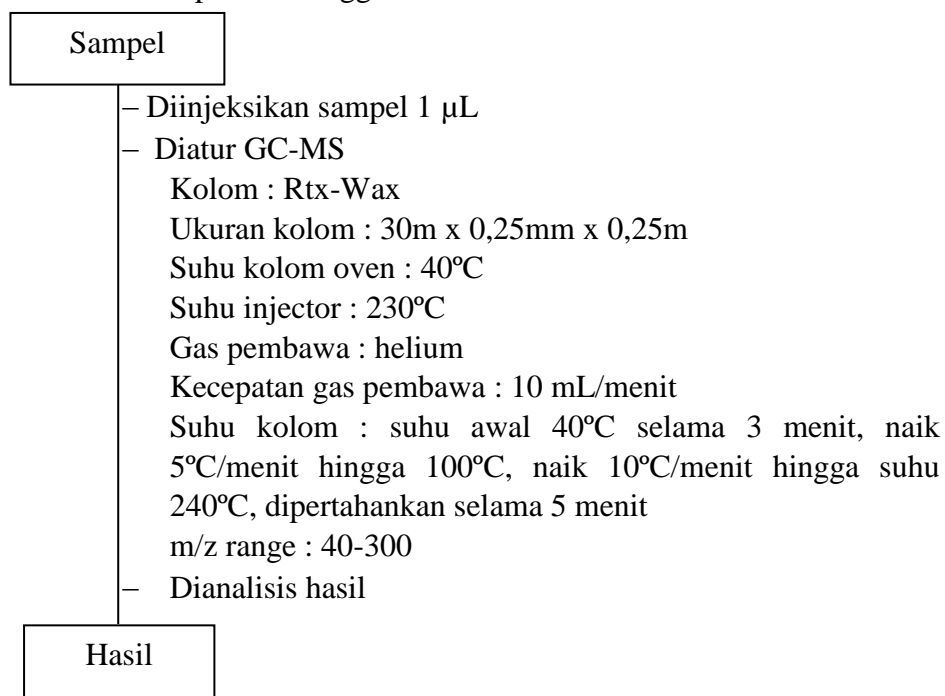 Sampel
– Diinjeksikan sampel 1 µL
– Diatur GC-MS
Kolom : Rtx-Wax
Ukuran kolom : 30m x 0,25mm x 0,25m
Suhu kolom oven : 40ºC
Suhu injector : 230ºC
Gas pembawa : helium
Kecepatan gas pembawa : 10 mL/menit
Suhu kolom : suhu awal 40ºC selama 3 menit, naik
5ºC/menit hingga 100ºC, naik 10ºC/menit hingga suhu
240ºC, dipertahankan selama 5 menit
m/z range : 40-300
– Dianalisis hasil
Hasil